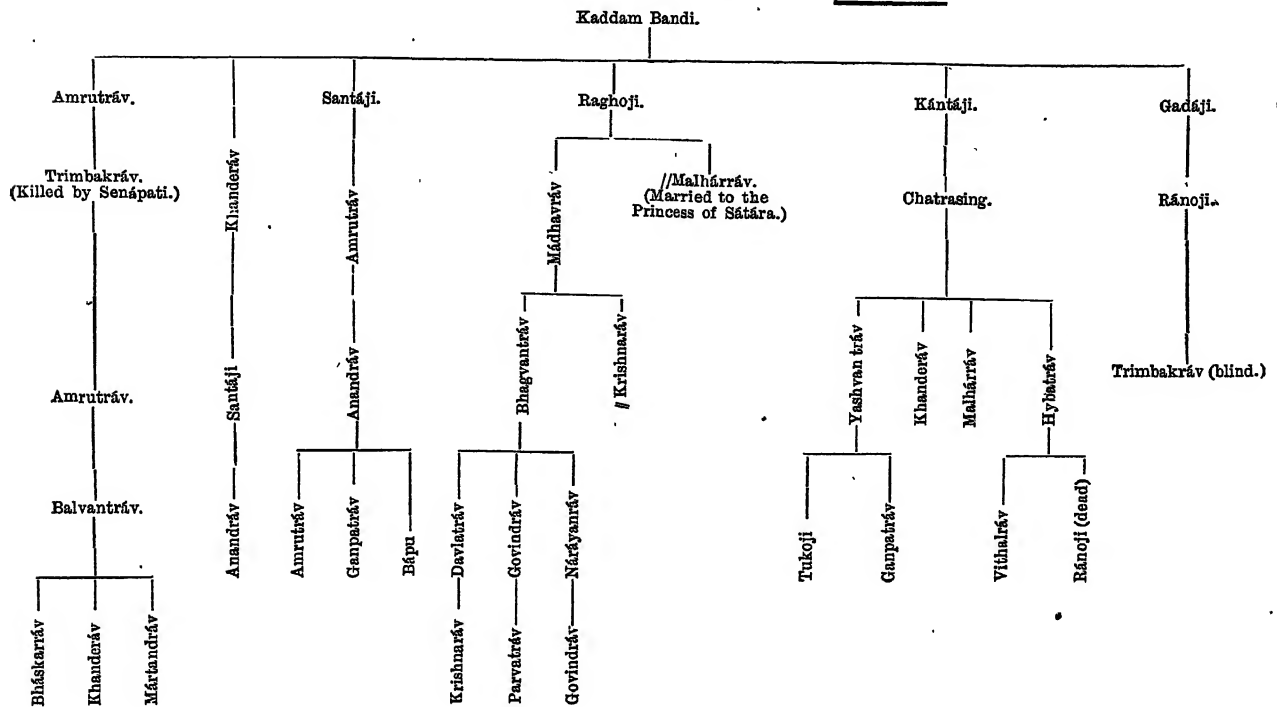 Kaddam Bandi.
Amrutráv.
Santáji.
Raghoji.
Kántáji.
Gadáji.
Khanderáv
Trimbakráv.
(Killed by Senápati.)
Amrutráv
Mádhavráv
//Malhárráv.
(Married to the
Princess of Sátára.)
Chatrasing.
Ránoji.
Amrutráv.
Santáji
Anandráv
Bhagvantráv
// Krishnaráv
Yashvan tráv
Khanderáv
Malhárráv
Hybatráv
Trimbakráv (blind.)
Balvantráv.
Anandráv
Amrutráv
Ganpatráv
Bápu
Davlatráv
Govindráv
Náráyanráv
Tukoji
Ganpatráv
Vithalráv
Ránoji (dead)
Bháskarráv
Khanderáv
Mártandráv
Krishnaráv
Parvatráv
Govindráv